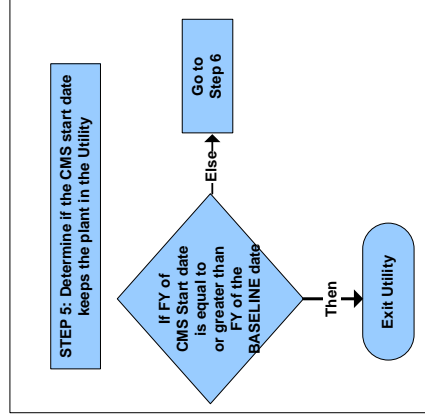 STEP 5: Determine if the CMS start date
keeps the plant in the Utility
If FY of
CMS Start date
is equal to
or greater than
FY of the
BASELINE date
Else
Go to
Step 6
Then
Exit Utility